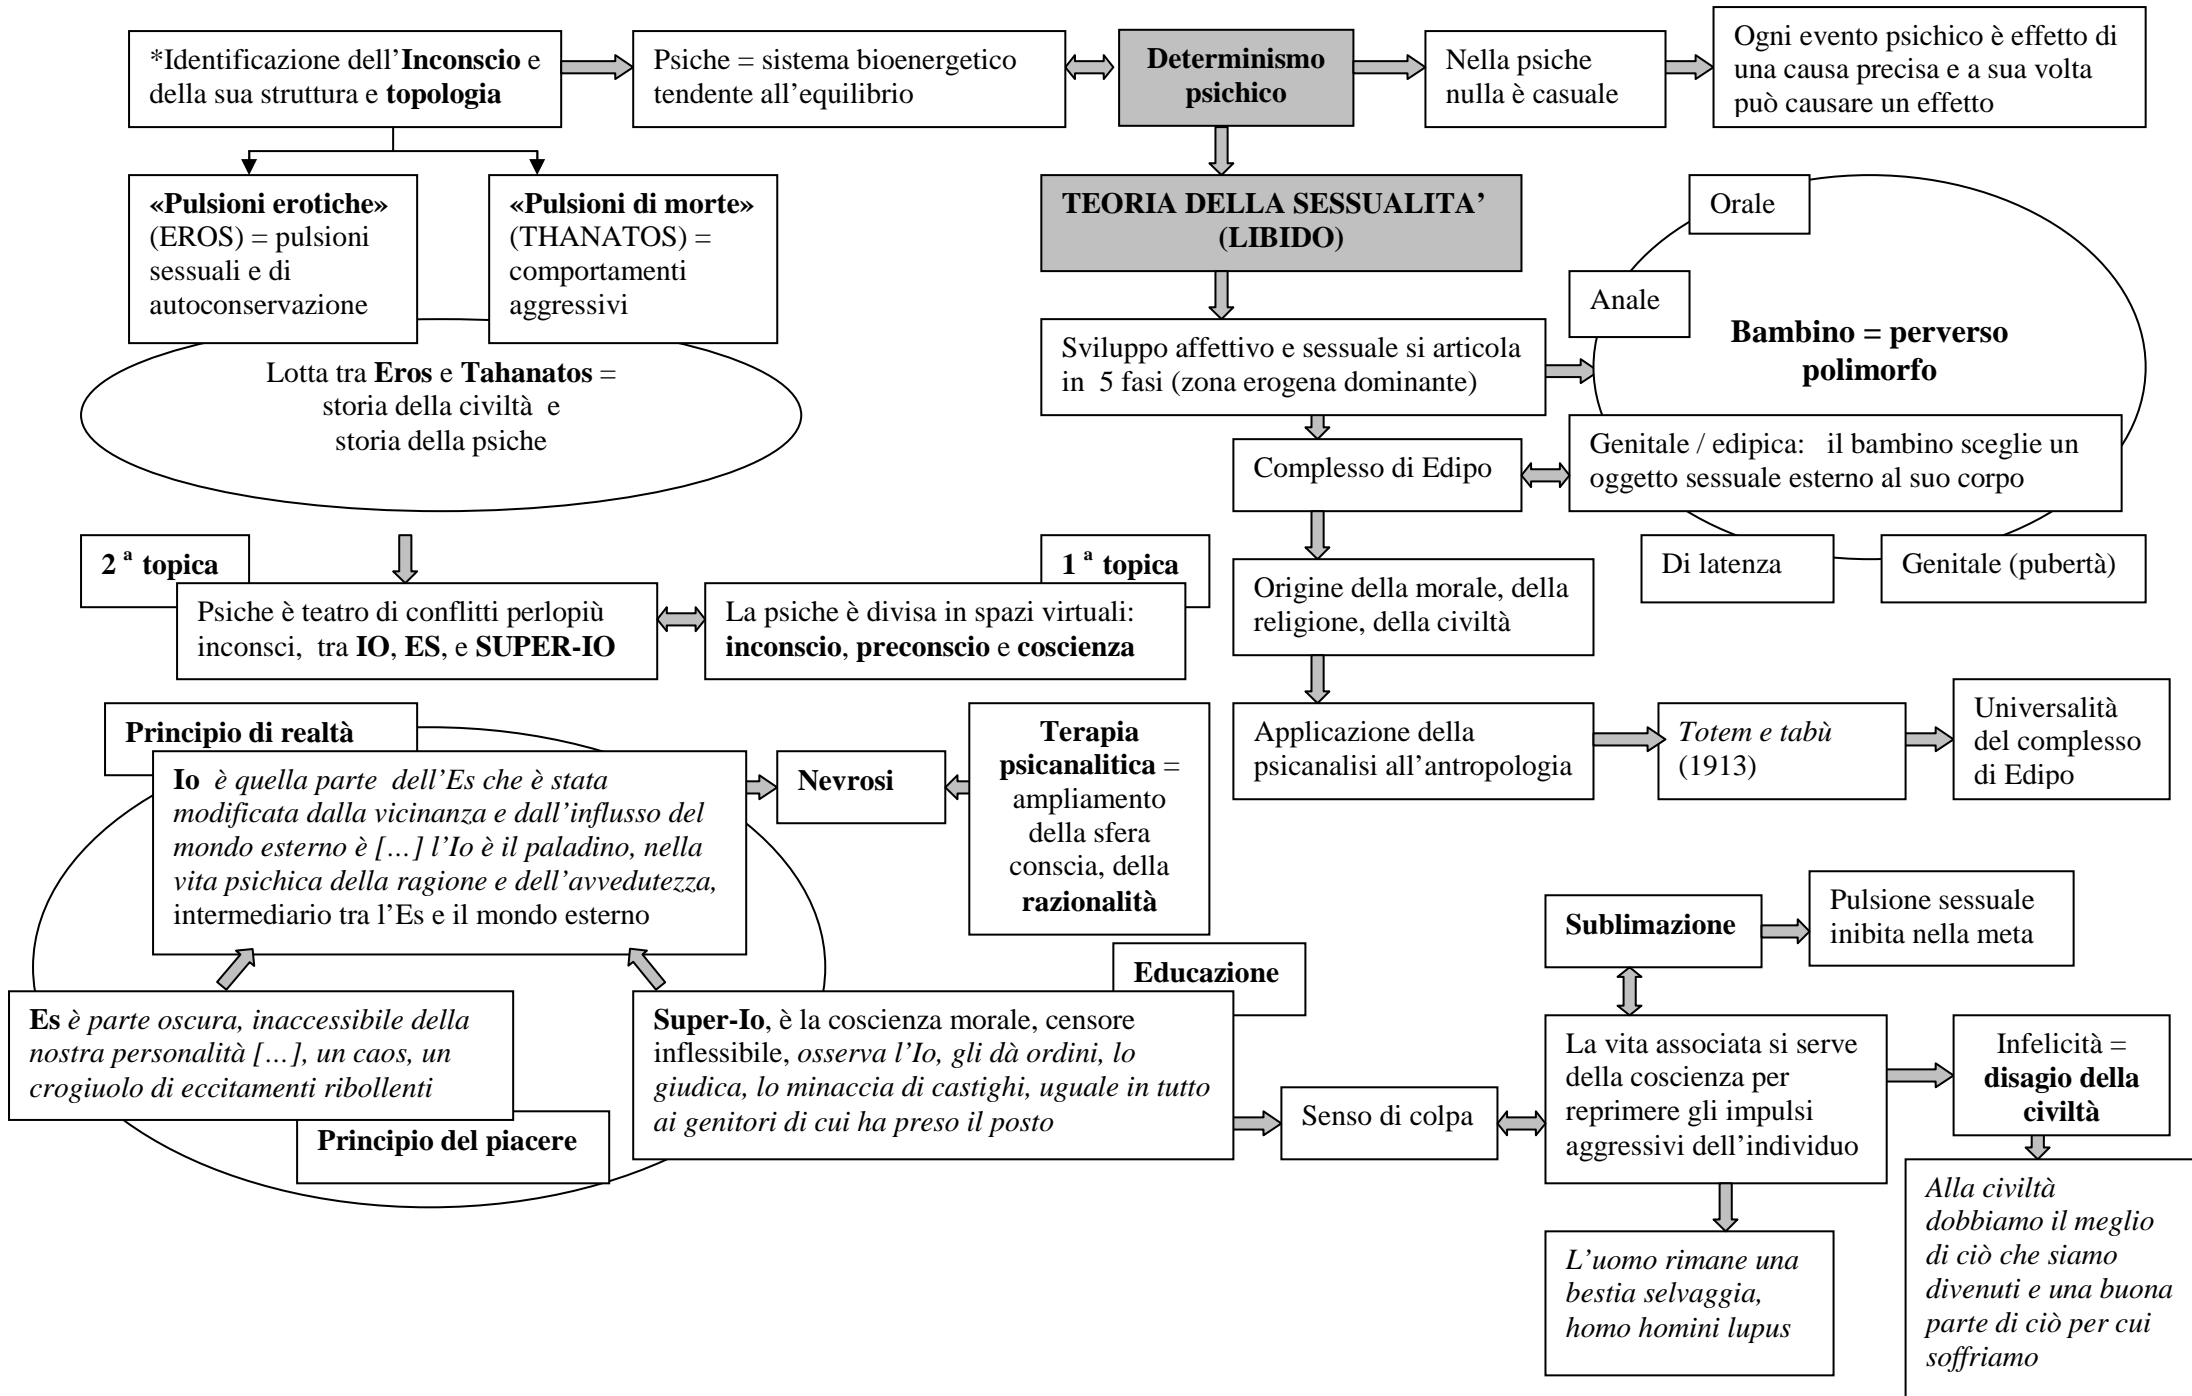 *Identificazione dell’Inconscio e
della sua struttura e topologia
Psiche = sistema bioenergetico
tendente all’equilibrio
Determinismo
psichico
Nella psiche
nulla è casuale
Ogni evento psichico è effetto di
una causa precisa e a sua volta
può causare un effetto
«Pulsioni erotiche»
(EROS) = pulsioni
sessuali e di
autoconservazione
«Pulsioni di morte»
(THANATOS) =
comportamenti
aggressivi
Lotta tra Eros e Tahanatos =
storia della civiltà e
storia della psiche
TEORIA DELLA SESSUALITA’
(LIBIDO)
Sviluppo affettivo e sessuale si articola
in 5 fasi (zona erogena dominante)
Orale
Anale
Bambino = perverso
polimorfo
Genitale / edipica: il bambino sceglie un
oggetto sessuale esterno al suo corpo
Di latenza
Genitale (pubertà)
Complesso di Edipo
Origine della morale, della
religione, della civiltà
Applicazione della
psicanalisi all’antropologia
Totem e tabù
(1913)
Universalità
del complesso
di Edipo
2 a topica
Psiche è teatro di conflitti perlopiù
inconsci, tra IO, ES, e SUPER-IO
1 a topica
La psiche è divisa in spazi virtuali:
inconscio, preconscio e coscienza
Principio di realtà
Io è quella parte dell’Es che è stata
modificata dalla vicinanza e dall’influsso del
mondo esterno è […] l’Io è il paladino, nella
vita psichica della ragione e dell’avvedutezza,
intermediario tra l’Es e il mondo esterno
Nevrosi
Terapia
psicanalitica =
ampliamento
della sfera
conscia, della
razionalità
Es è parte oscura, inaccessibile della
nostra personalità […], un caos, un
crogiuolo di eccitamenti ribollenti
Principio del piacere
Educazione
Super-Io, è la coscienza morale, censore
inflessibile, osserva l’Io, gli dà ordini, lo
giudica, lo minaccia di castighi, uguale in tutto
ai genitori di cui ha preso il posto
Senso di colpa
Sublimazione
Pulsione sessuale
inibita nella meta
La vita associata si serve
della coscienza per
reprimere gli impulsi
aggressivi dell’individuo
Infelicità =
disagio della
civiltà
L’uomo rimane una
bestia selvaggia,
homo homini lupus
Alla civiltà
dobbiamo il meglio
di ciò che siamo
divenuti e una buona
parte di ciò per cui
soffriamo